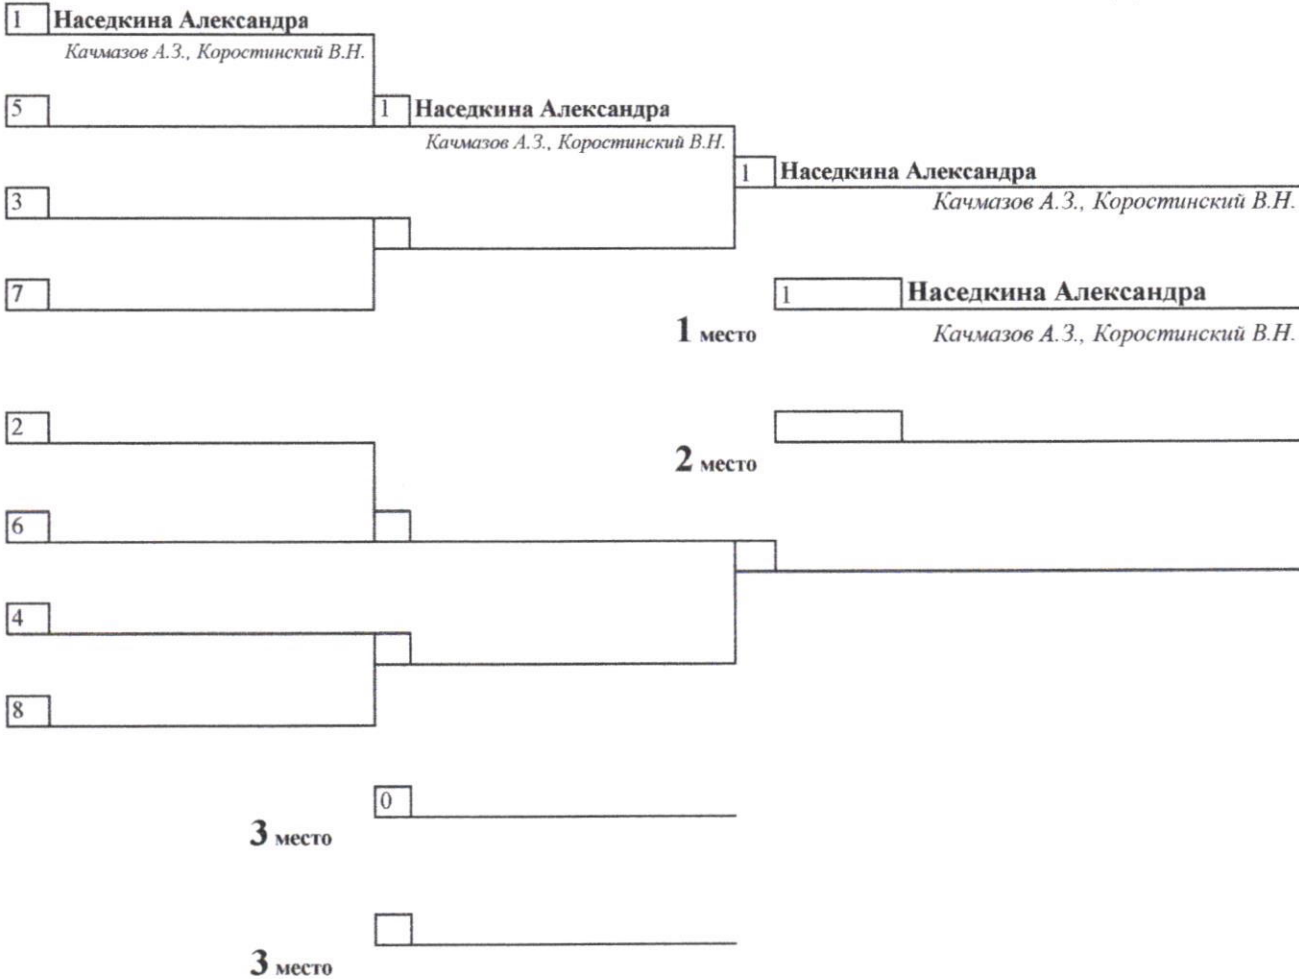 1 Наседкина Александра
Качмазов А.З., Коростинский В.Н.
5
1 Наседкина Александра
Качмазов А.З., Коростинский В.Н.
1 Наседкина Александра
Качмазов А.З., Коростинский В.Н.
3
7
1 Наседкина Александра
1 место
Качмазов А.З., Коростинский В.Н.
2
2 место
6
4
8
0
3 место
3 место